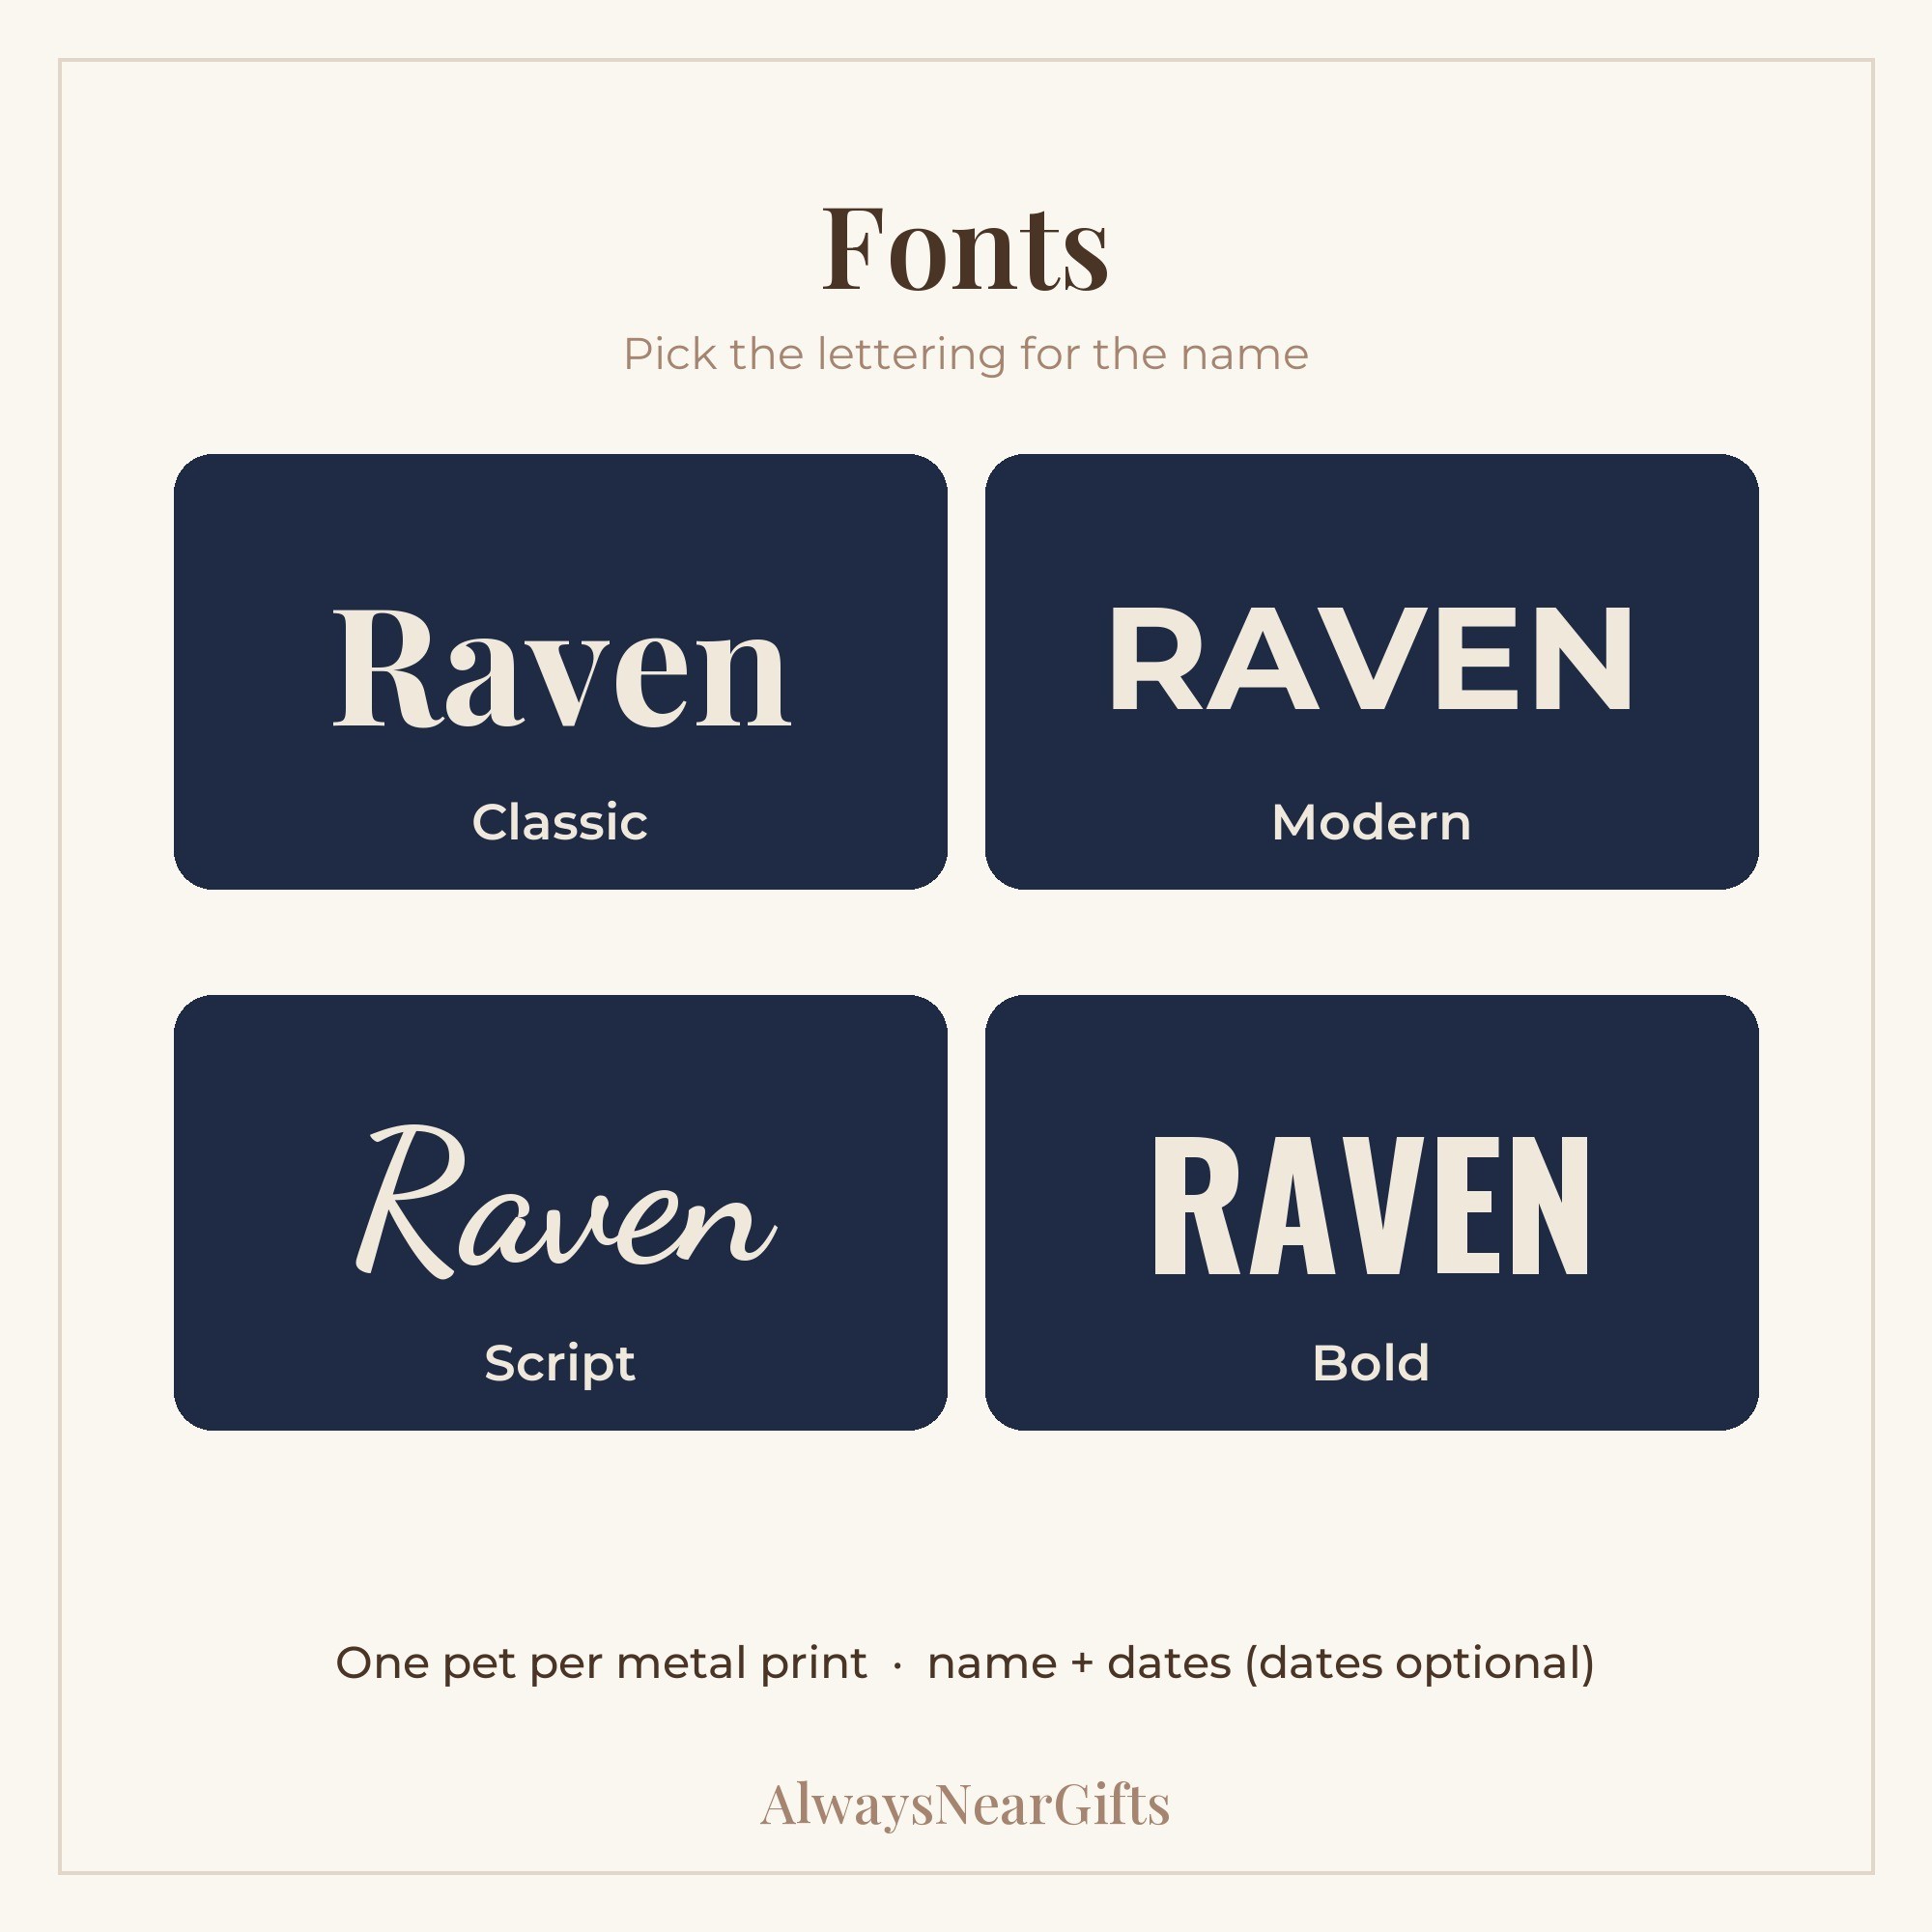 Fonts
Pick the lettering for the name
Raven
Classic
RAVEN
Modern
Raven
Script
RAVEN
Bold
One pet per metal print · name + dates (dates optional)
AlwaysNearGifts